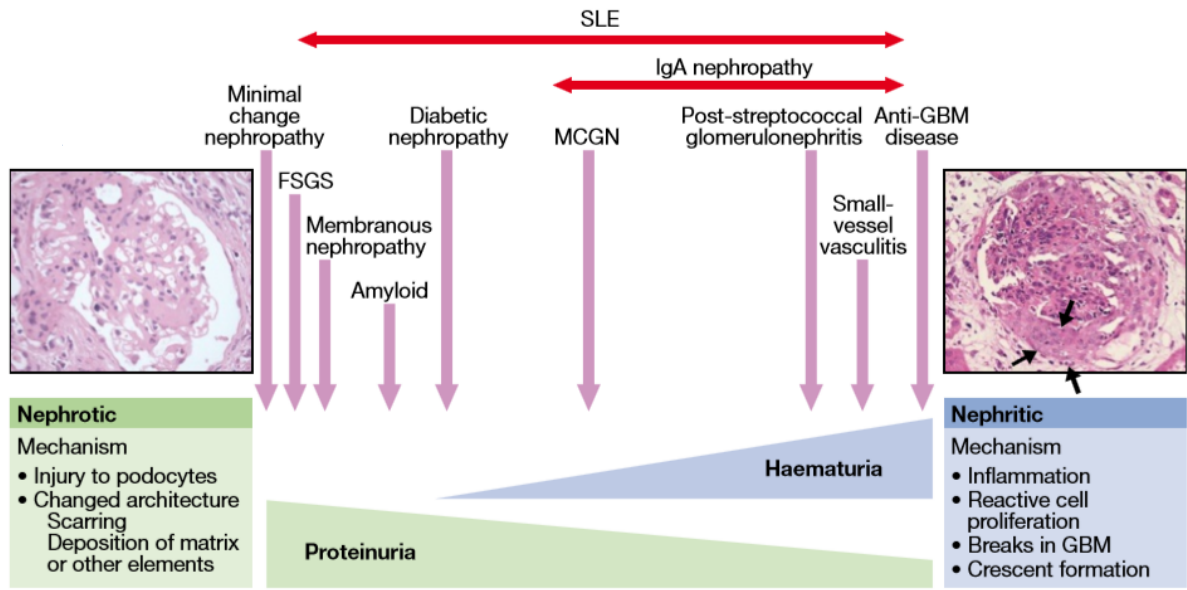 SLE
IgA nephropathy
Minimal
change
nephropathy
Diabetic
nephropathy
MCGN
Post-streptococcal
glomerulonephritis
Anti-GBM
disease
FSGS
Membranous
nephropathy
Amyloid
Small-
vessel
vasculitis
Nephrotic
Mechanism
• Injury to podocytes
• Changed architecture
Scarring
Deposition of matrix
or other elements
Haematuria
Proteinuria
Nephritic
Mechanism
• Inflammation
• Reactive cell
proliferation
• Breaks in GBM
• Crescent formation